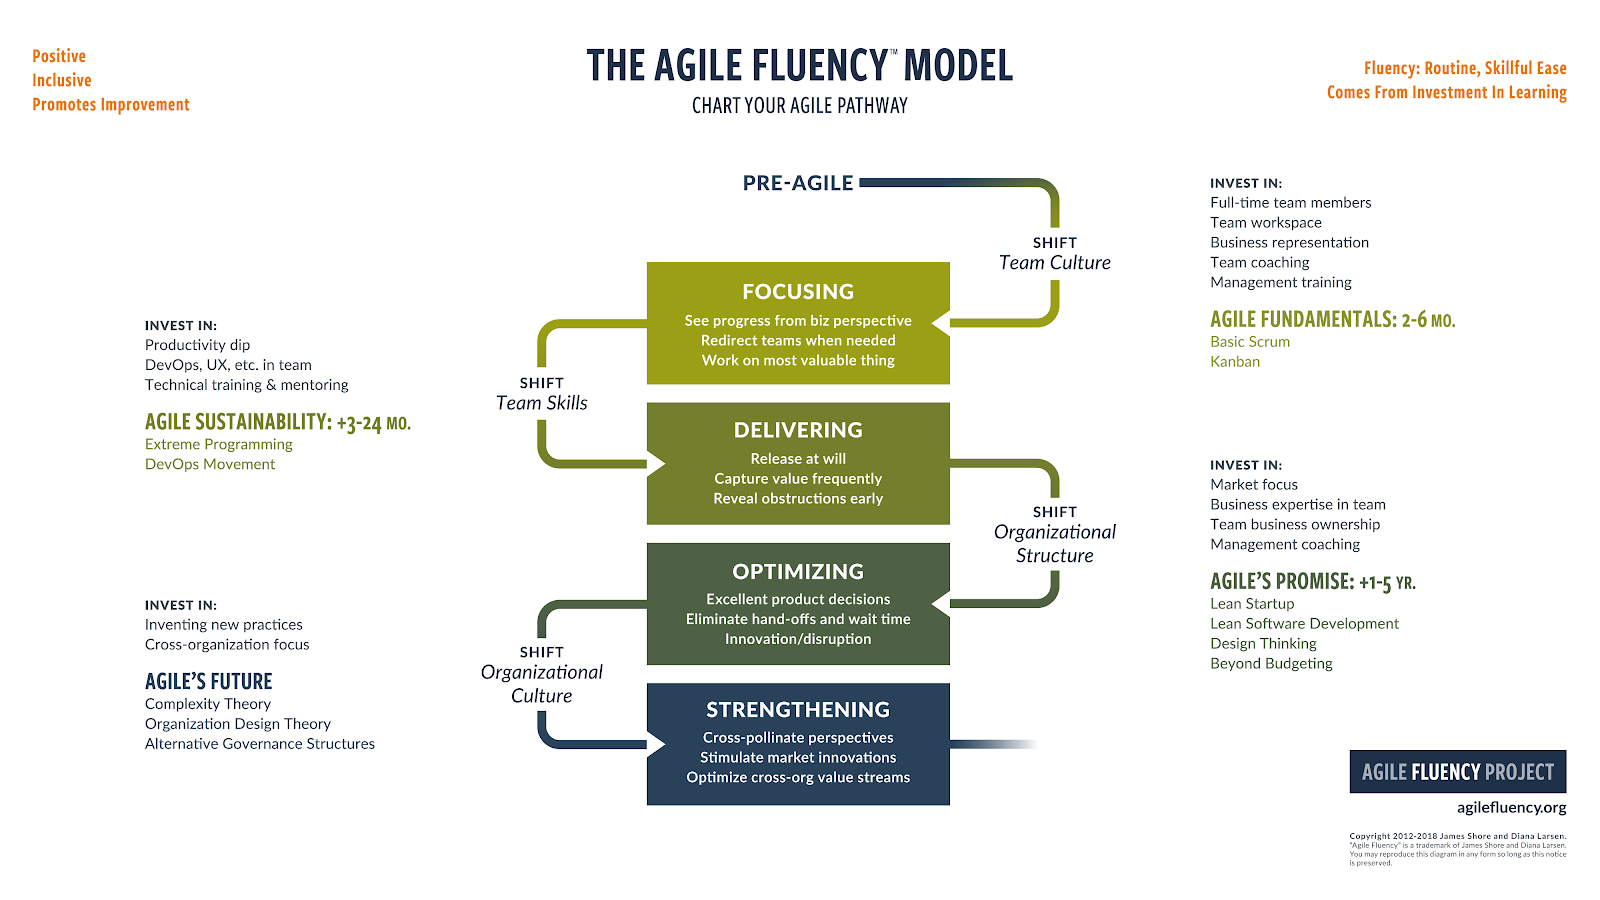 Positive
Inclusive
Promotes Improvement
THE AGILE FLUENCY™ MODEL
CHART YOUR AGILE PATHWAY
Fluency: Routine, Skillful Ease
Comes From Investment In Learning
PRE-AGILE
SHIFT
Team Culture
INVEST IN:
Full-time team members
Team workspace
Business representation
Team coaching
Management training
AGILE FUNDAMENTALS: 2-6 MO.
Basic Scrum
Kanban
FOCUSING
See progress from biz perspective
Redirect teams when needed
Work on most valuable thing
SHIFT
Team Skills
INVEST IN:
Productivity dip
DevOps, UX, etc. in team
Technical training & mentoring
AGILE SUSTAINABILITY: +3-24 MO.
Extreme Programming
DevOps Movement
DELIVERING
Release at will
Capture value frequently
Reveal obstructions early
SHIFT
Organizational
Structure
INVEST IN:
Market focus
Business expertise in team
Team business ownership
Management coaching
AGILE’S PROMISE: +1-5 YR.
Lean Startup
Lean Software Development
Design Thinking
Beyond Budgeting
OPTIMIZING
Excellent product decisions
Eliminate hand-offs and wait time
Innovation/disruption
SHIFT
Organizational
Culture
INVEST IN:
Inventing new practices
Cross-organization focus
AGILE’S FUTURE
Complexity Theory
Organization Design Theory
Alternative Governance Structures
STRENGTHENING
Cross-pollinate perspectives
Stimulate market innovations
Optimize cross-org value streams
AGILE FLUENCY PROJECT
agilefluency.org
Copyright 2012-2018 James Shore and Diana Larsen.
“Agile Fluency” is a trademark of James Shore and Diana Larsen.
You may reproduce this diagram in any form so long as this notice
is preserved.